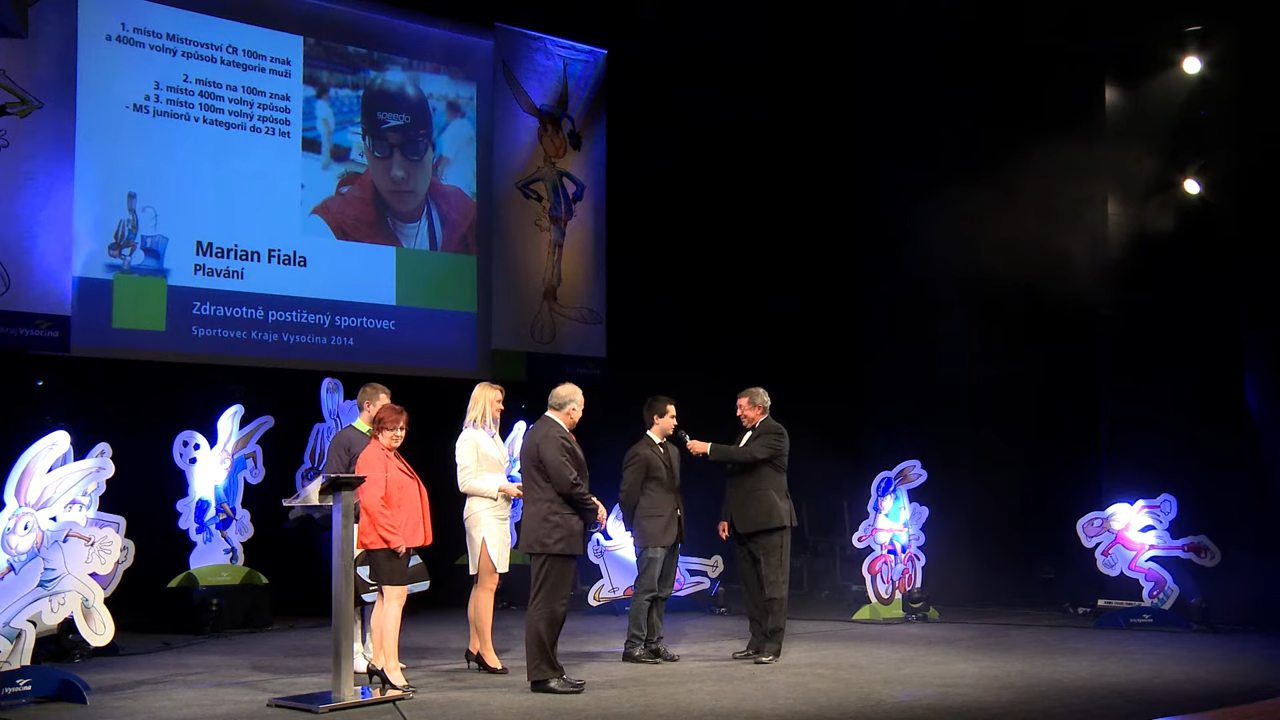 1. místo Mistrovství ČR 100m znak
a 400m volný způsob kategorie muži
2. místo na 100m znak
3. místo 400m volný způsob
a 3. místo 100m volný způsob
- MS juniorů v kategorii do 23 let
speedo
Marian Fiala
Plavání
Zdravotně postižený sportovec
Sportovec Kraje Vysočina 2014
Kraj Vysočina
Vysočina